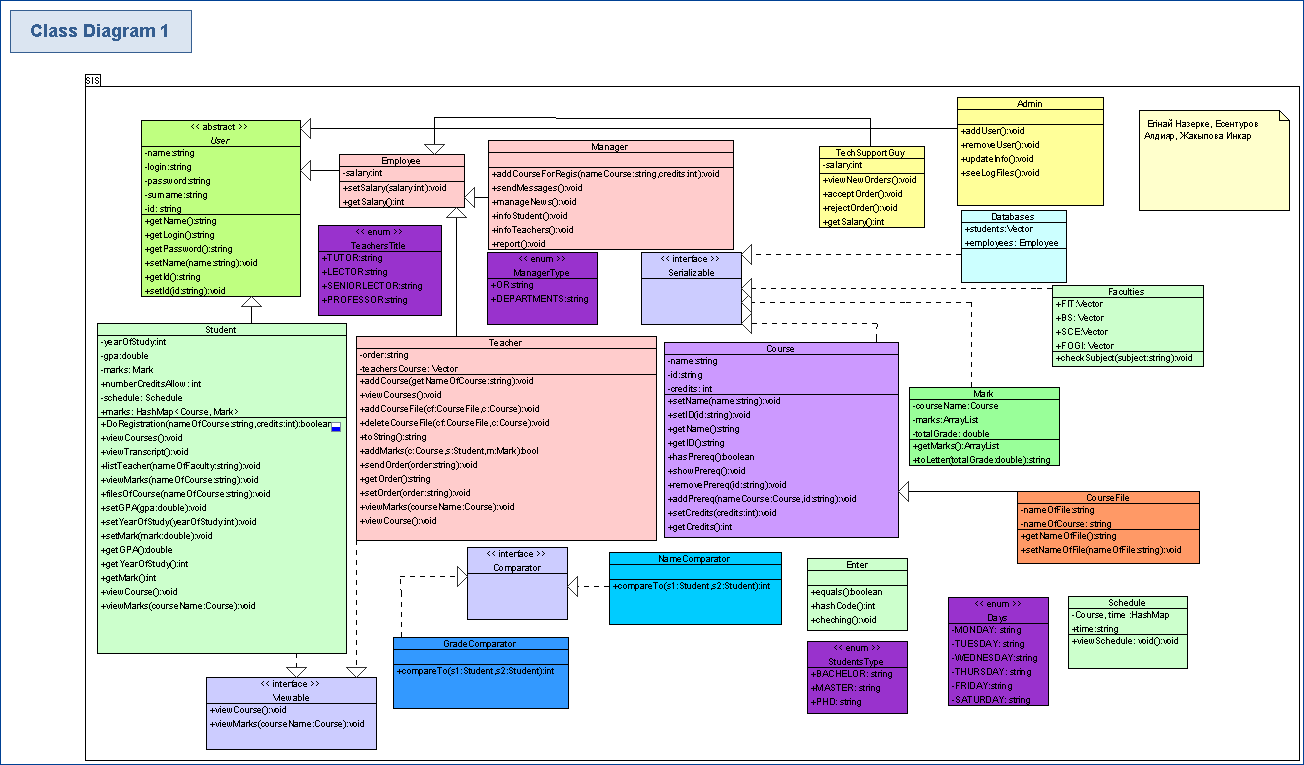 Class Diagram 1
SIS
<< abstract >>
User
-name:string
-login:string
-password:string
-surname:string
-id: string
+getName():string
+getLogin():string
+getPassword():string
+setName(name:string):void
+getId():string
+setId(id:string):void
Employee
-salary:int
+setSalary(salary:int):void
+getSalary():int
Manager
+addCourseForRegis(nameCourse:string,credits:int):void
+sendMessages():void
+manageNews():void
+infoStudent():void
+infoTeachers():void
+report():void
TechSupportGuy
-salary:int
+viewNewOrders():void
+acceptOrder():void
+rejectOrder():void
+getSalary():int
Admin
+addUser():void
+removeUser():void
+updateInfo():void
+seeLogFiles():void
Егінай Назерке, Есентуров
Алдияр, Жакыпова Инкар
<< enum >>
TeachersTitle
+TUTOR:string
+LECTOR:string
+SENIORLECTOR:string
+PROFESSOR:string
<< enum >>
ManagerType
+OR:string
+DEPARTMENTS:string
<< interface >>
Serializable
Databases
+students:Vector
+employees: Employee
Faculties
+FIT:Vector
+BS: Vector
+SCE:Vector
+FOGI: Vector
+checkSubject(subject:string):void
Student
-yearOfStudy:int
-gpa:double
-marks: Mark
+numberCreditsAllow: int
-schedule: Schedule
+marks: HashMap<Course, Mark>
+DoRegistration(nameOfCourse:string,credits:int):boolean
+viewCourses():void
+viewTranscript():void
+listTeacher(nameOfFaculty:string):void
+viewMarks(nameOfCourse:string):void
+filesOfCourse(nameOfCourse:string):void
+setGPA(gpa:double):void
+setYearOfStudy(yearOfStudy:int):void
+setMark(mark:double):void
+getGPA():double
+getYearOfStudy():int
+getMark():int
+viewCourse():void
+viewMarks(courseName:Course):void
Teacher
-order:string
-teachersCourse: Vector
+addCourse(getNameOfCourse:string):void
+viewCourses():void
+addCourseFile(cf:CourseFile,c:Course):void
+deleteCourseFile(cf:CourseFile,c:Course):void
+toString():string
+addMarks(c:Course,s:Student,m:Mark):bool
+sendOrder(order:string):void
+getOrder():string
+setOrder(order:string):void
+viewMarks(courseName:Course):void
+viewCourse():void
Course
-name:string
-id:string
-credits: int
+setName(name:string):void
+setID(id:string):void
+getName():string
+getID():string
+hasPrereq():boolean
+showPrereq():void
+removePrereq(id:string):void
+addPrereq(nameCourse:Course,id:string):void
+setCredits(credits:int):void
+getCredits():int
Mark
-courseName:Course
-marks:ArrayList
-totalGrade: double
+getMarks():ArrayList
+toLetter(totalGrade:double):string
CourseFile
-nameOfFile:string
-nameOfCourse: string
+getNameOfFile():string
+setNameOfFile(nameOfFile:string):void
<< interface >>
Comparator
NameComparator
+compareTo(s1:Student,s2:Student):int
GradeComparator
+compareTo(s1:Student,s2:Student):int
<< interface >>
Viewable
+viewCourse():void
+viewMarks(courseName:Course):void
Enter
+equals():boolean
+hashCode():int
+cheching():void
<< enum >>
StudentsType
+BACHELOR: string
+MASTER: string
+PHD: string
<< enum >>
Days
-MONDAY: string
-TUESDAY: string
-WEDNESDAY:string
-THURSDAY: string
-FRIDAY:string
-SATURDAY: string
Schedule
-Course, time :HashMap
+time:string
+viewSchedule: void():void